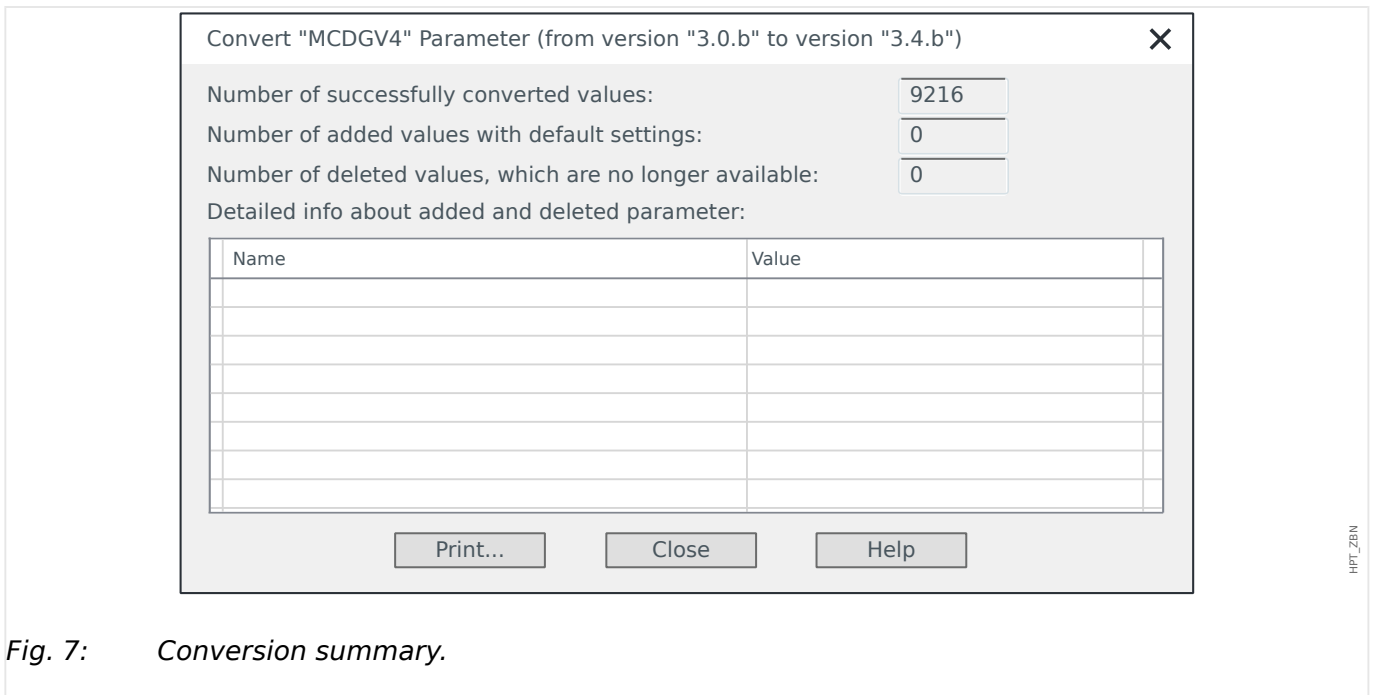 Convert "MCDGV4" Parameter (from version "3.0.b" to version "3.4.b")
Number of successfully converted values: 9216
Number of added values with default settings: 0
Number of deleted values, which are no longer available: 0
Detailed info about added and deleted parameter:
Name Value
Print... Close Help
HPT_ZBN
Fig. 7: Conversion summary.